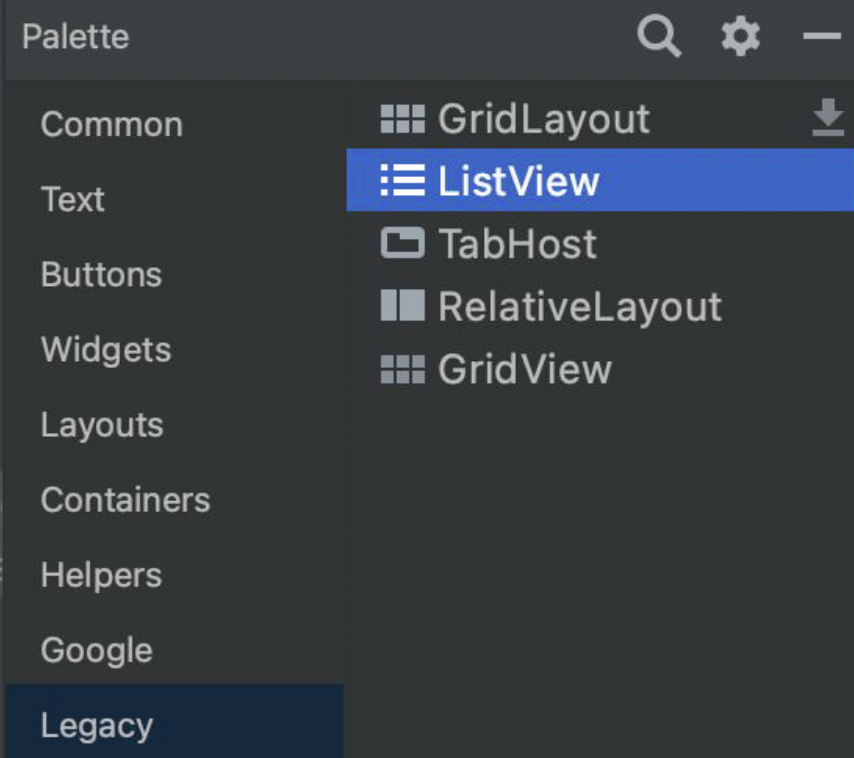 Palette
Common
Text
Buttons
Widgets
Layouts
Containers
Helpers
Google
Legacy
GridLayout
ListView
TabHost
RelativeLayout
GridView